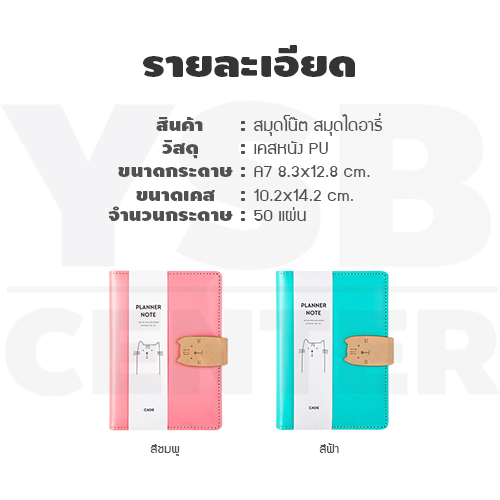 รายละเอียด
สินค้า : สมุดโน๊ต สมุดไดอารี่
วัสดุ : เคสหนัง PU
ขนาดกระดาษ : A7 8.3x12.8 cm.
ขนาดเคส : 10.2x14.2 cm.
จำนวนกระดาษ : 50 แผ่น
YSB
CENTER
PLANNER
NOTE
CAGE
PLANNER
NOTE
CAGE
สีชมพู
สีฟ้า